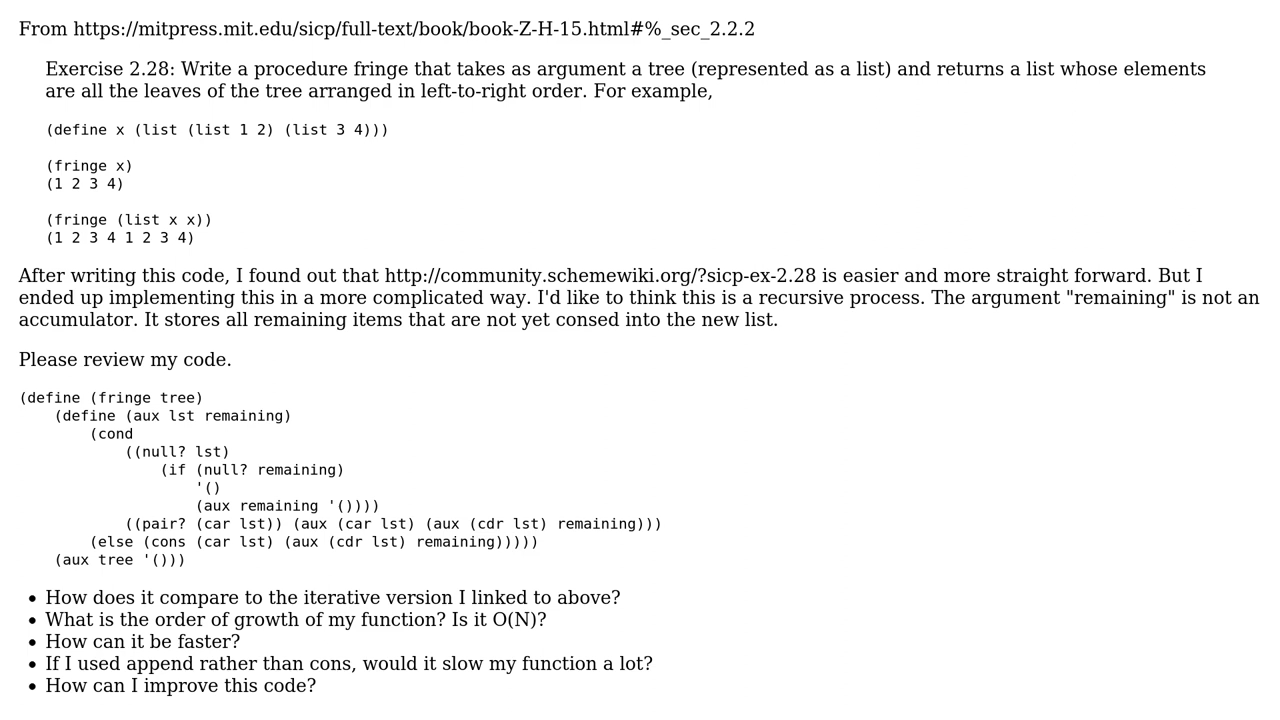 From https://mitpress.mit.edu/sicp/full-text/book/book-Z-H-15.html#%_sec_2.2.2
Exercise 2.28: Write a procedure fringe that takes as argument a tree (represented as a list) and returns a list whose elements
are all the leaves of the tree arranged in left-to-right order. For example,
(define x (list (list 1 2) (list 3 4)))
(fringe x)
(1 2 3 4)
(fringe (list x x))
(1 2 3 4 1 2 3 4)
After writing this code, I found out that http://community.schemewiki.org/?sicp-ex-2.28 is easier and more straight forward. But I
ended up implementing this in a more complicated way. I'd like to think this is a recursive process. The argument "remaining" is not an
accumulator. It stores all remaining items that are not yet consed into the new list.
Please review my code.
(define (fringe tree)
    (define (aux lst remaining)
        (cond
            ((null? lst)
                (if (null? remaining)
                    '()
                    (aux remaining '())))
            ((pair? (car lst)) (aux (car lst) (aux (cdr lst) remaining)))
        (else (cons (car lst) (aux (cdr lst) remaining)))))
    (aux tree '()))
• How does it compare to the iterative version I linked to above?
• What is the order of growth of my function? Is it O(N)?
• How can it be faster?
• If I used append rather than cons, would it slow my function a lot?
• How can I improve this code?